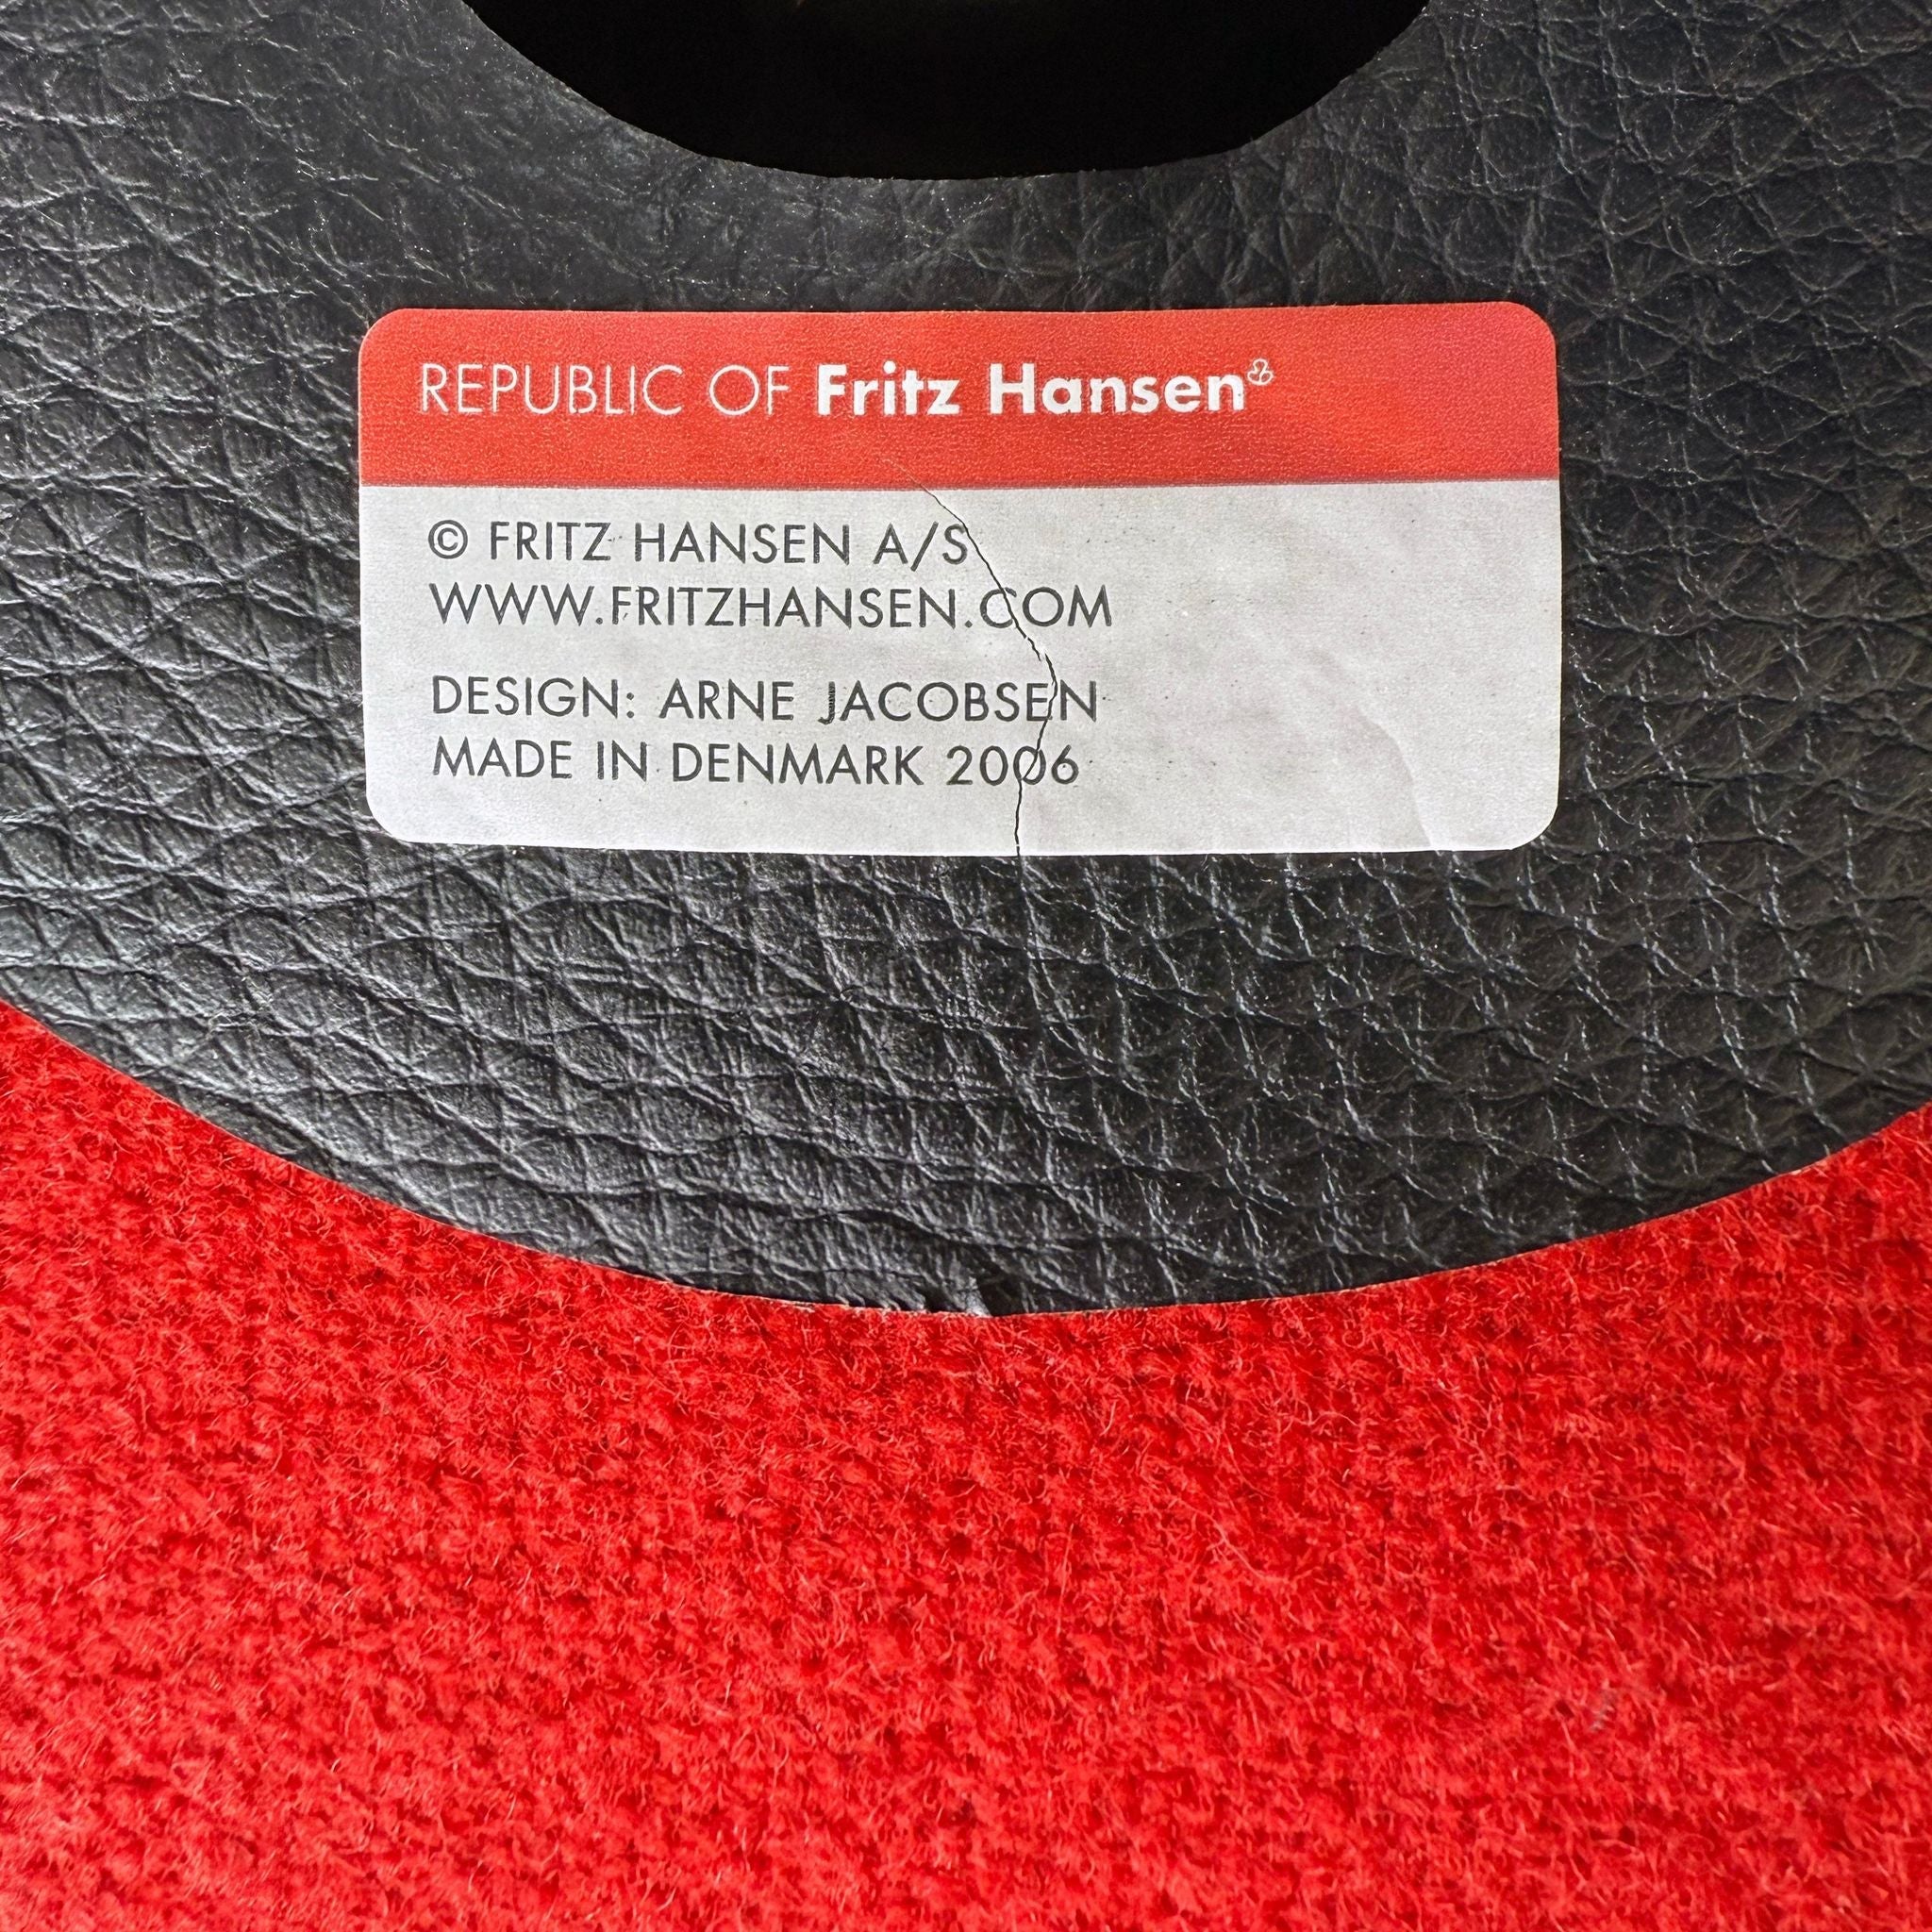 REPUBLIC OF Fritz Hansen
© FRITZ HANSEN A/S
WWW.FRITZHANSEN.COM
DESIGN: ARNE JACOBSEN
MADE IN DENMARK 2006